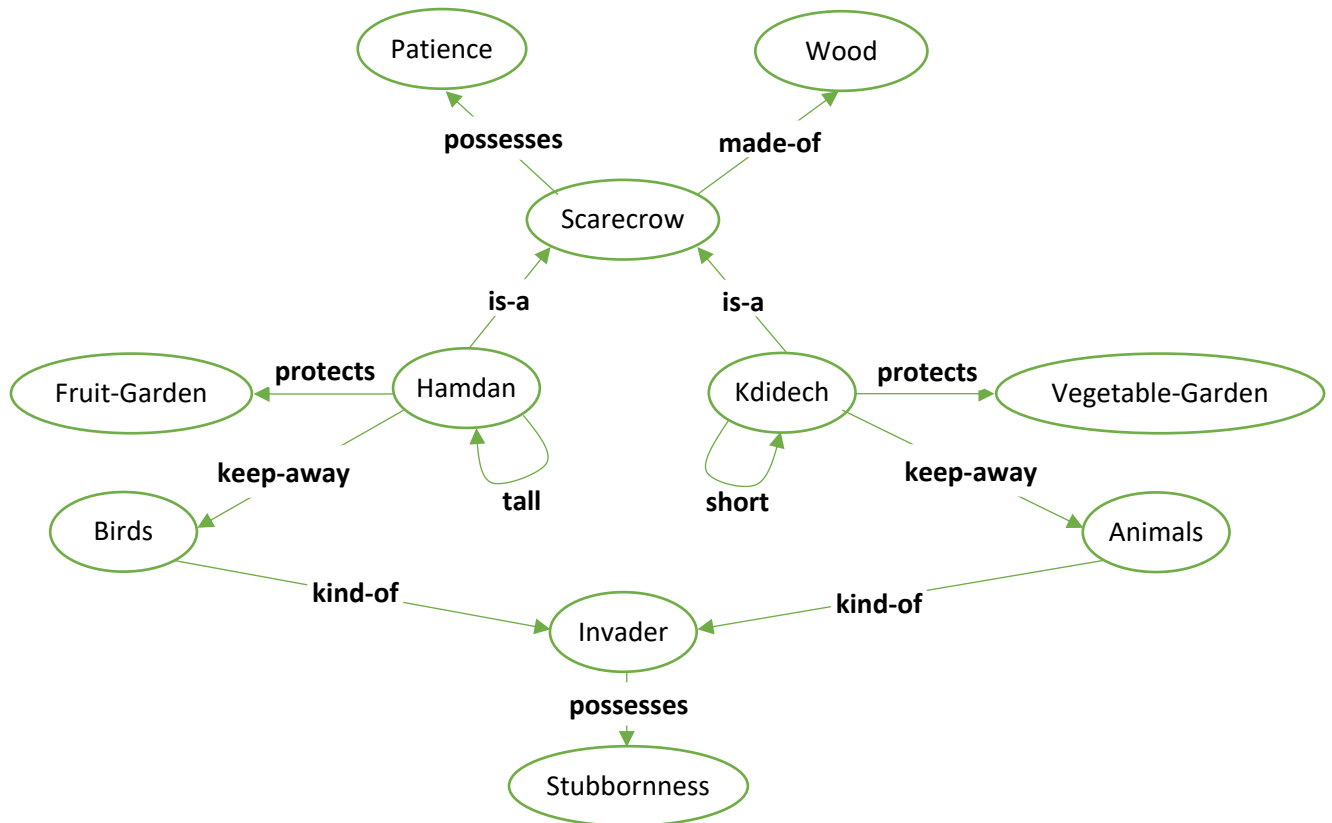 Patience
Wood
possesses
made-of
Scarecrow
is-a
is-a
Fruit-Garden
protects
Hamdan
Kdidech
protects
Vegetable-Garden
keep-away
tall
short
keep-away
Birds
Animals
kind-of
kind-of
Invader
possesses
Stubbornness